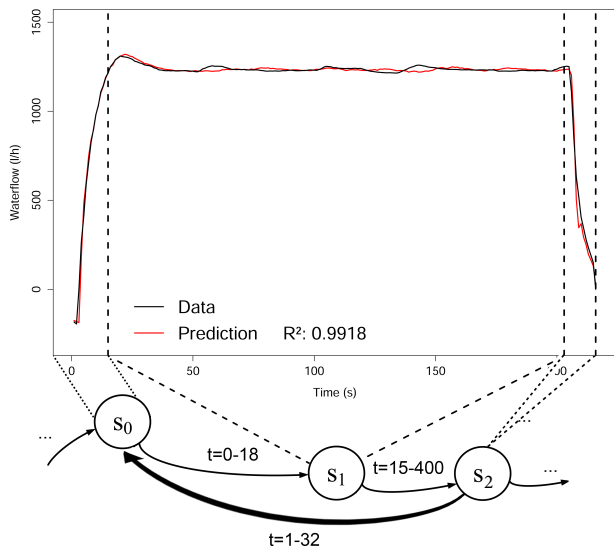 1500
1000
500
0
Waterflow (l/h)
Data
Prediction R²: 0.9918
0 50 100 150 200
Time (s)
s₀
...
...
t=0-18
s₁
t=15-400
s₂
...
t=1-32